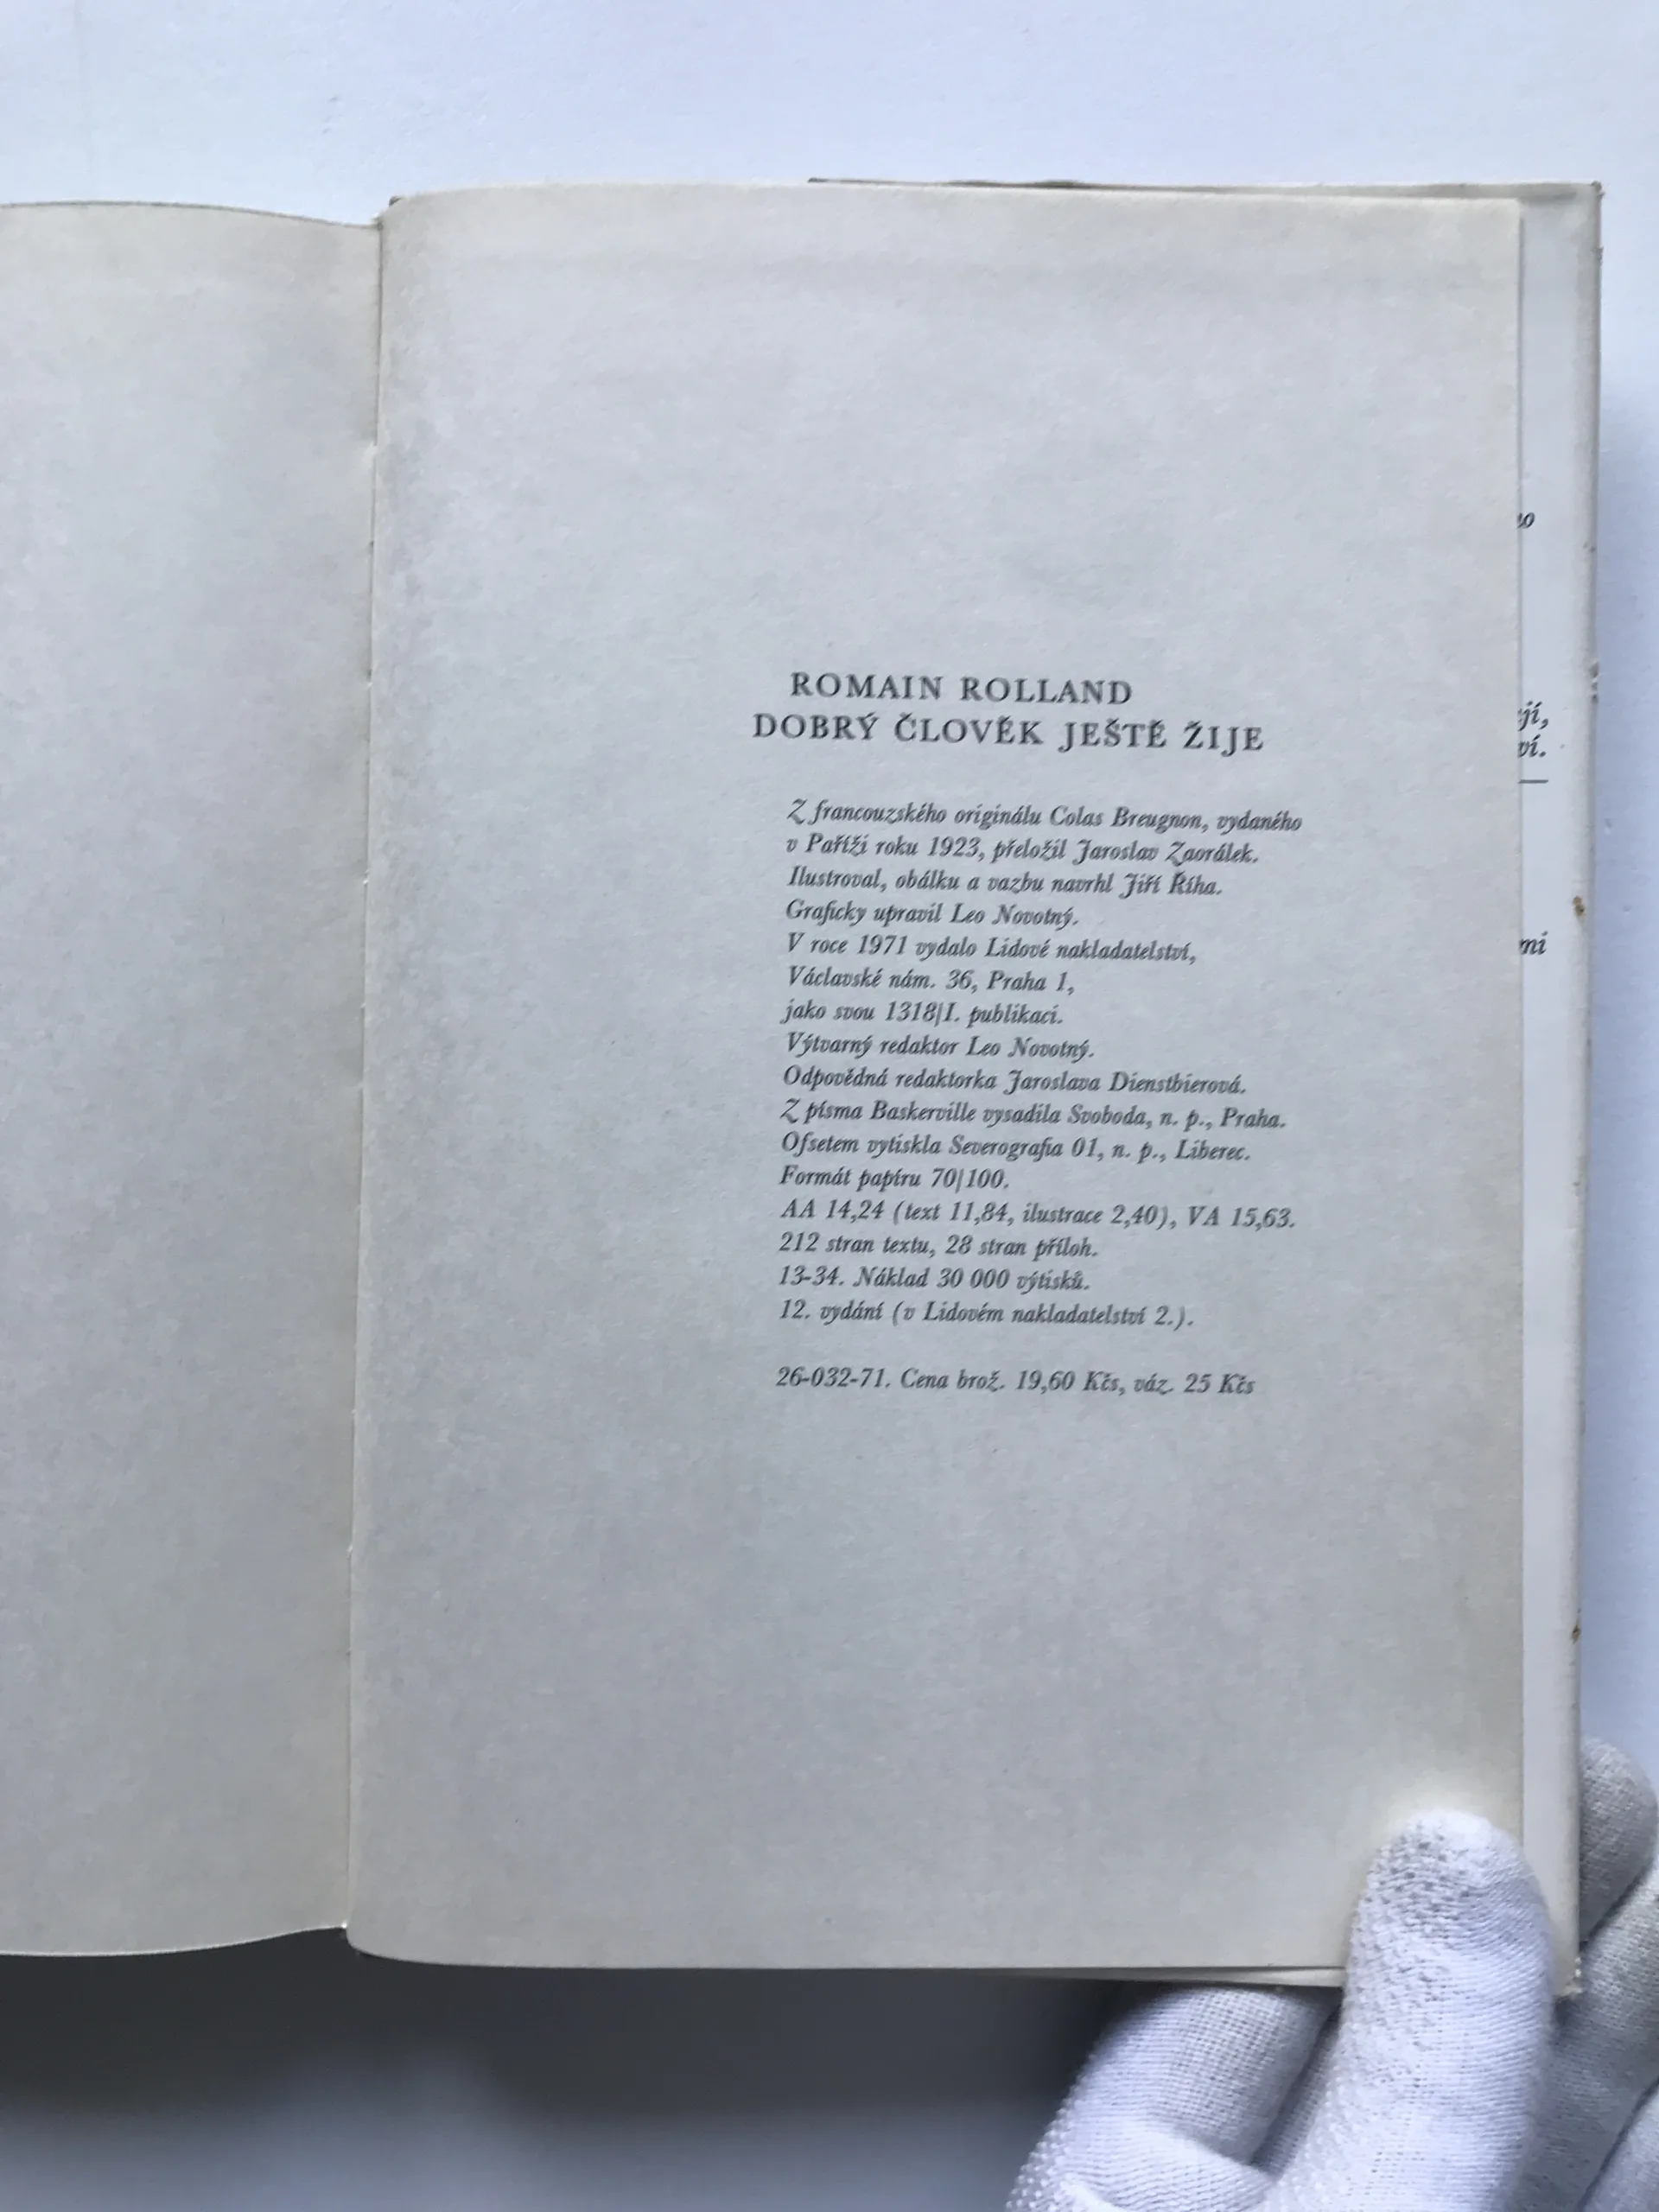 ROMAIN ROLLAND
DOBRÝ ČLOVĚK JEŠTĚ ŽIJE
Z francouzského originálu Colas Breugnon, vydaného
v Paříži roku 1923, přeložil Jaroslav Zaorálek.
Ilustroval, obálku a vazbu navrhl Jiří Říha.
Graficky upravil Leo Novotný.
V roce 1971 vydalo Lidové nakladatelství,
Václavské nám. 36, Praha 1,
jako svou 1318|I. publikaci.
Výtvarný redaktor Leo Novotný.
Odpovědná redaktorka Jaroslava Dienstbierová.
Z písma Baskerville vysadila Svoboda, n. p., Praha.
Ofsetem vytiskla Severografia 01, n. p., Liberec.
Formát papíru 70|100.
AA 14,24 (text 11,84, ilustrace 2,40), VA 15,63.
212 stran textu, 28 stran příloh.
13-34. Náklad 30 000 výtisků.
12. vydání (v Lidovém nakladatelství 2.).
26-032-71. Cena brož. 19,60 Kčs, váz. 25 Kčs